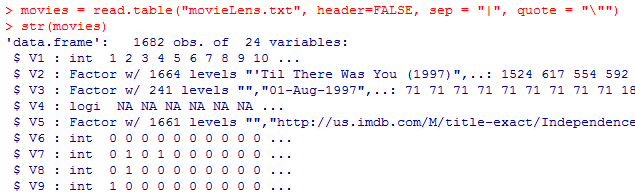 > movies = read.table("movieLens.txt", header=FALSE, sep = "|", quote = "\"")
> str(movies)
'data.frame': 1682 obs. of 24 variables:
$ V1 : int 1 2 3 4 5 6 7 8 9 10 ...
$ V2 : Factor w/ 1664 levels "'Til There Was You (1997)",..: 1524 617 554 592
$ V3 : Factor w/ 241 levels "","01-Aug-1997",..: 71 71 71 71 71 71 71 71 71 18
$ V4 : logi NA NA NA NA NA NA ...
$ V5 : Factor w/ 1661 levels "","http://us.imdb.com/M/title-exact/Independence
$ V6 : int 0 0 0 0 0 0 0 0 0 0 ...
$ V7 : int 0 1 0 1 0 0 0 0 0 0 ...
$ V8 : int 0 1 0 0 0 0 0 0 0 0 ...
$ V9 : int 1 0 0 0 0 0 0 0 0 0 ...